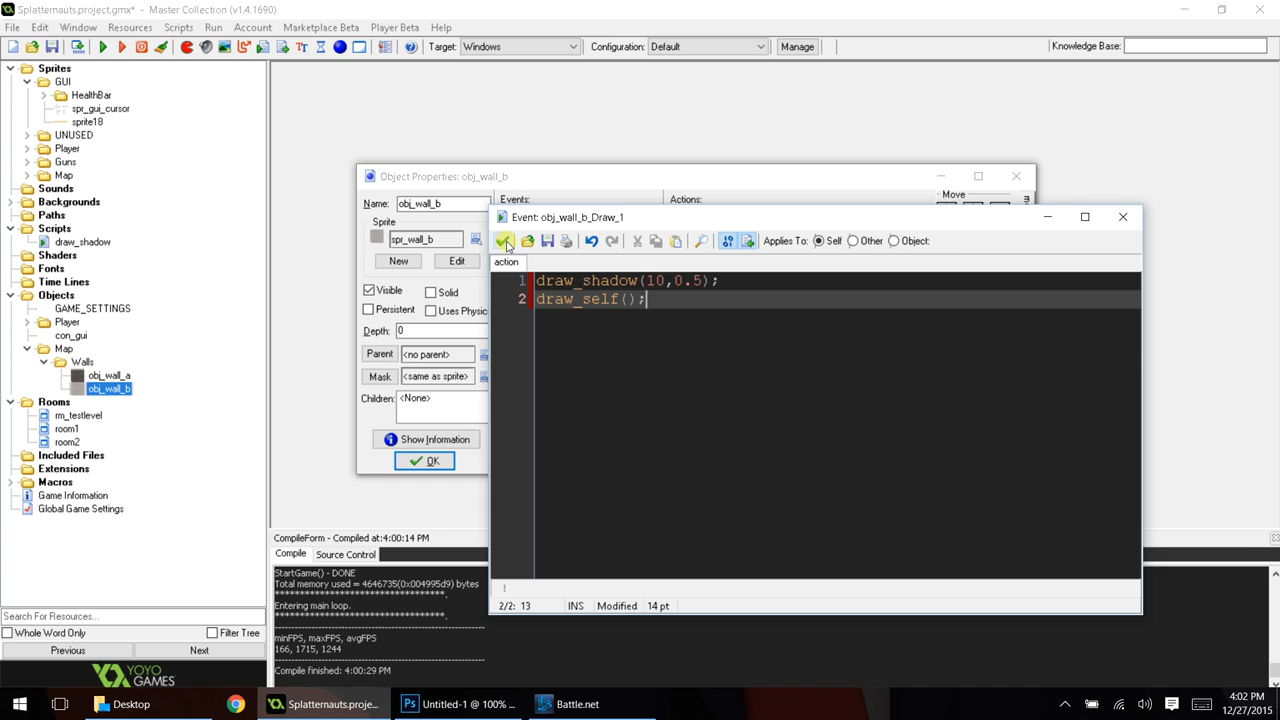 Splatternauts.project.gmx* - Master Collection (v1.4.1690)
File Edit Window Resources Scripts Run Account Marketplace Beta Player Beta Help
Target: Windows Configuration: Default Manage Knowledge Base:
Sprites
GUI
HealthBar
spr_gui_cursor
sprite18
UNUSED
Player
Guns
Map
Sounds
Backgrounds
Paths
Scripts
draw_shadow
Shaders
Fonts
Time Lines
Objects
GAME_SETTINGS
Player
con_gui
Map
Walls
obj_wall_a
obj_wall_b
Rooms
rm_testlevel
room1
room2
Included Files
Extensions
Macros
Game Information
Global Game Settings
Search For Resources...
Whole Word Only Filter Tree
Previous Next
YOYO
GAMES
Object Properties: obj_wall_b
Name: obj_wall_b Events: Actions: Move
Sprite
spr_wall_b
New Edit
Visible Solid
Persistent Uses Physic
Depth: 0
Parent <no parent>
Mask <same as sprite>
Children: <None>
Show Information
OK
Event: obj_wall_b_Draw_1
Applies To: Self Other Object:
action
1 draw_shadow(10,0.5);
2 draw_self();
2/2: 13 INS Modified 14 pt
CompileForm - Compiled at:4:00:14 PM
Compile Source Control
StartGame() - DONE
Total memory used = 4646735(0x004995d9) bytes
**********************************.
Entering main loop.
**********************************.
------------------------------------------------
minFPS, maxFPS, avgFPS
166, 1715, 1244
------------------------------------------------
Compile finished: 4:00:29 PM
Desktop Splatternauts.proje... Untitled-1 @ 100% ... Battle.net
4:02 PM
12/27/2015